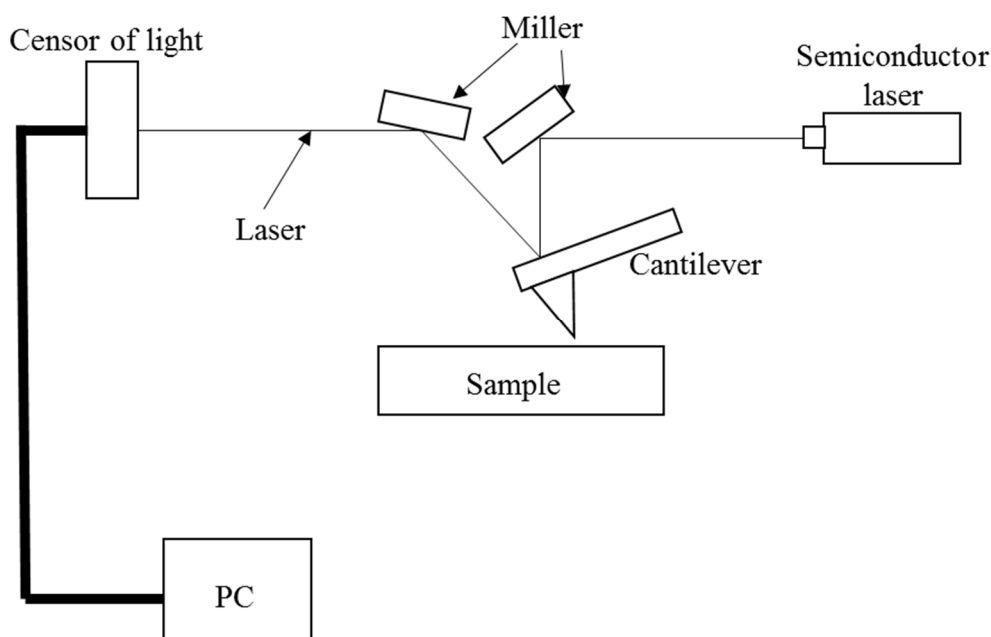 Censor of light
Miller
Semiconductor
laser
Laser
Cantilever
Sample
PC